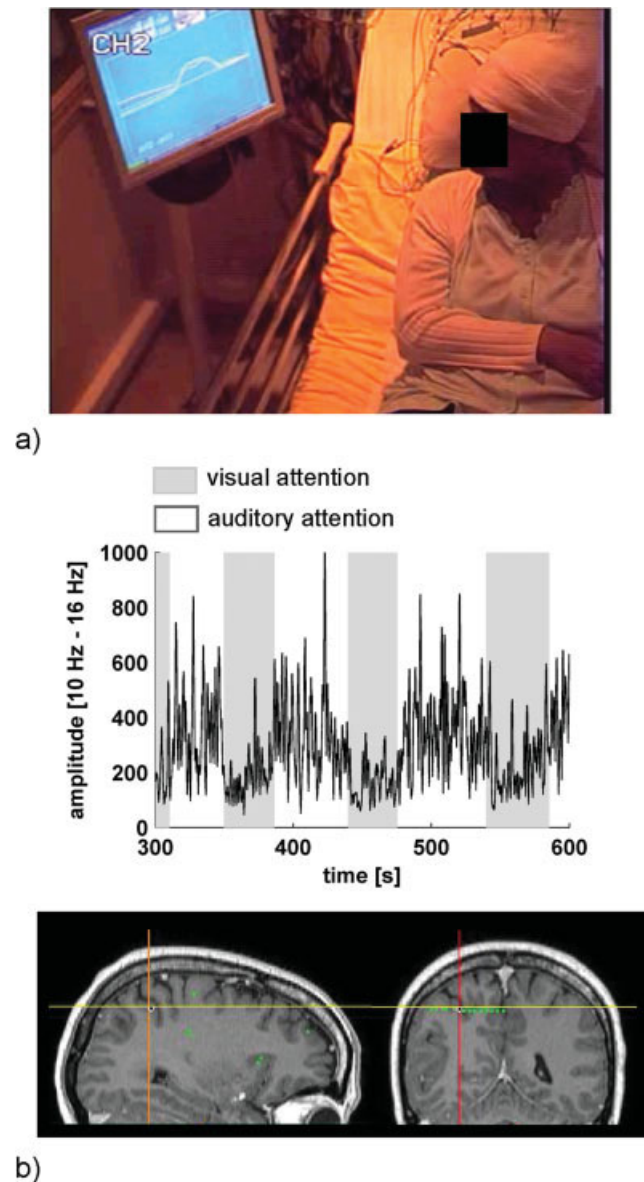 CH2
a)
visual attention
auditory attention
1000
800
600
400
200
0
amplitude [10 Hz - 16 Hz]
300 400 500 600
time [s]
b)